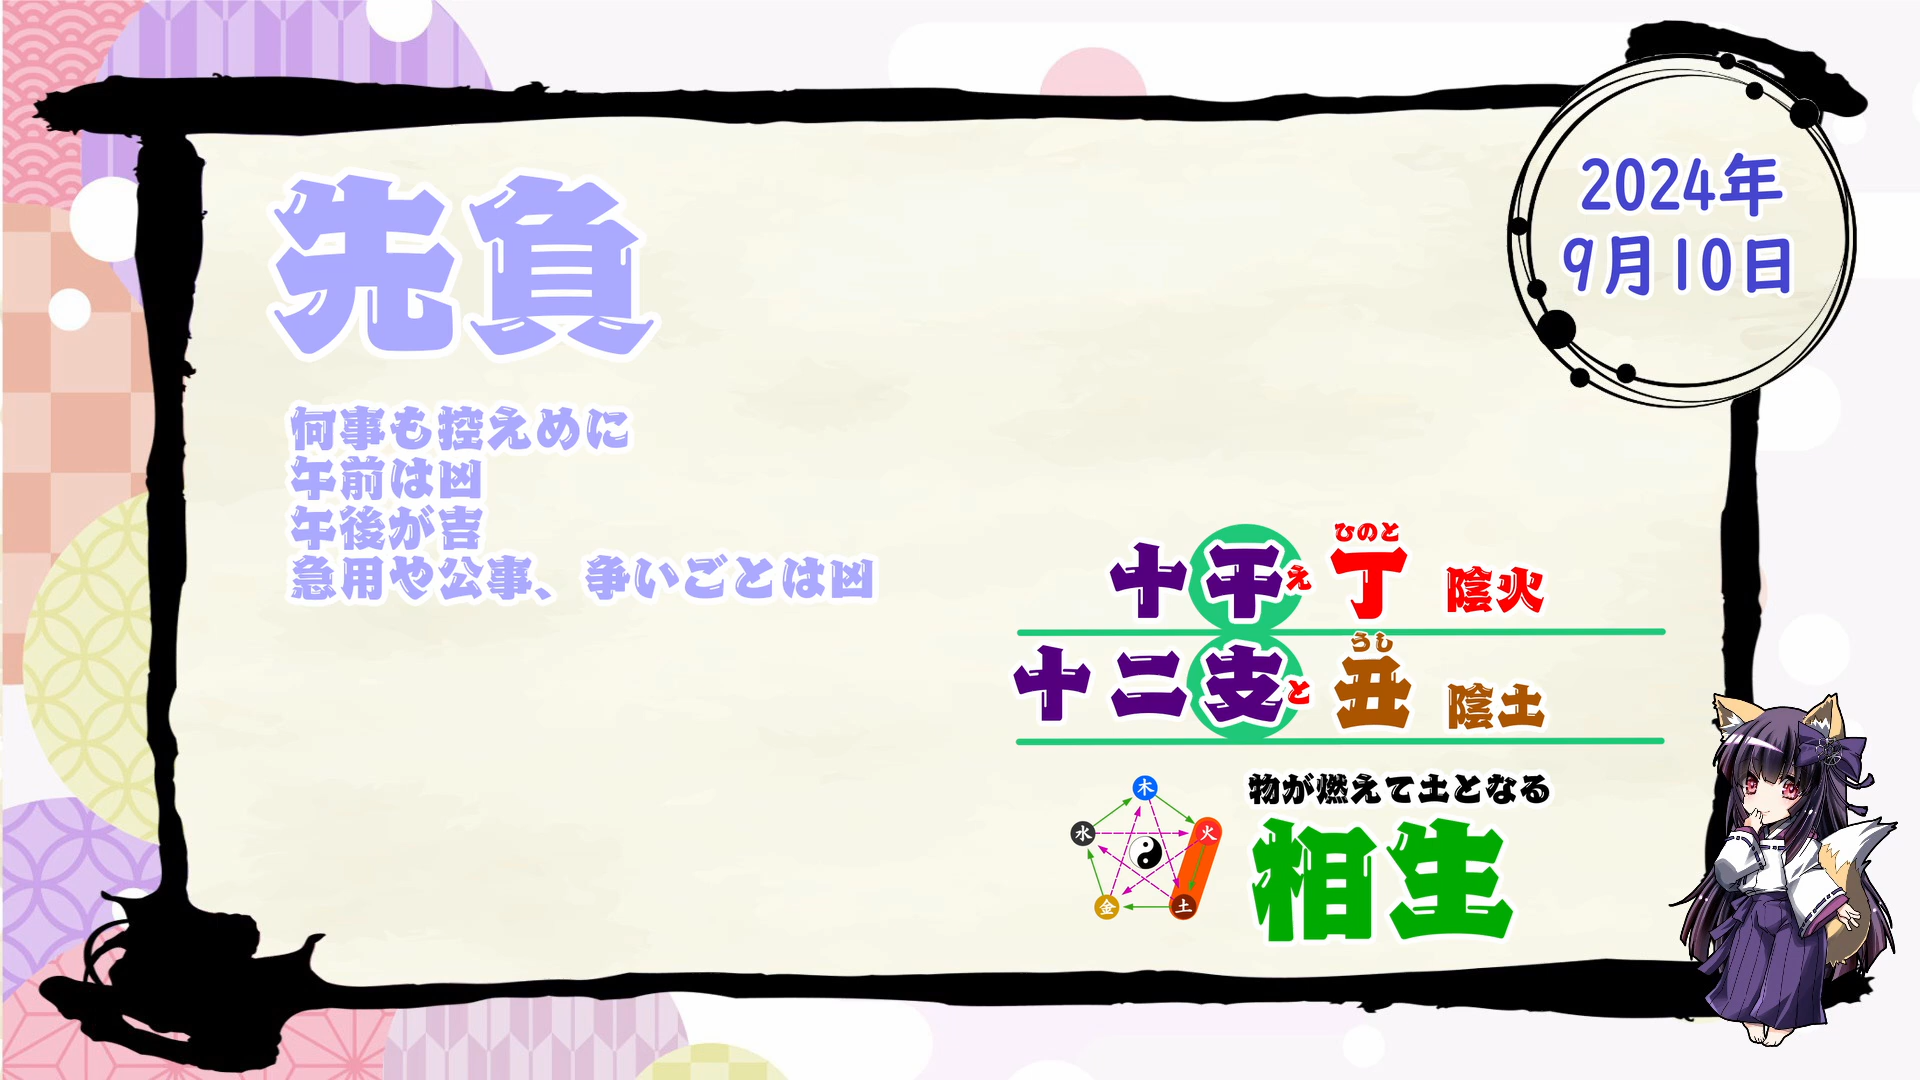 2024年
9月10日
先負
何事も控えめに
午前は凶
午後が吉
急用や公事、争いごとは凶
ひのと
十干え 丁 陰火
うし
十二支と 丑 陰土
物が燃えて土となる
相生
木
水 火
金 土